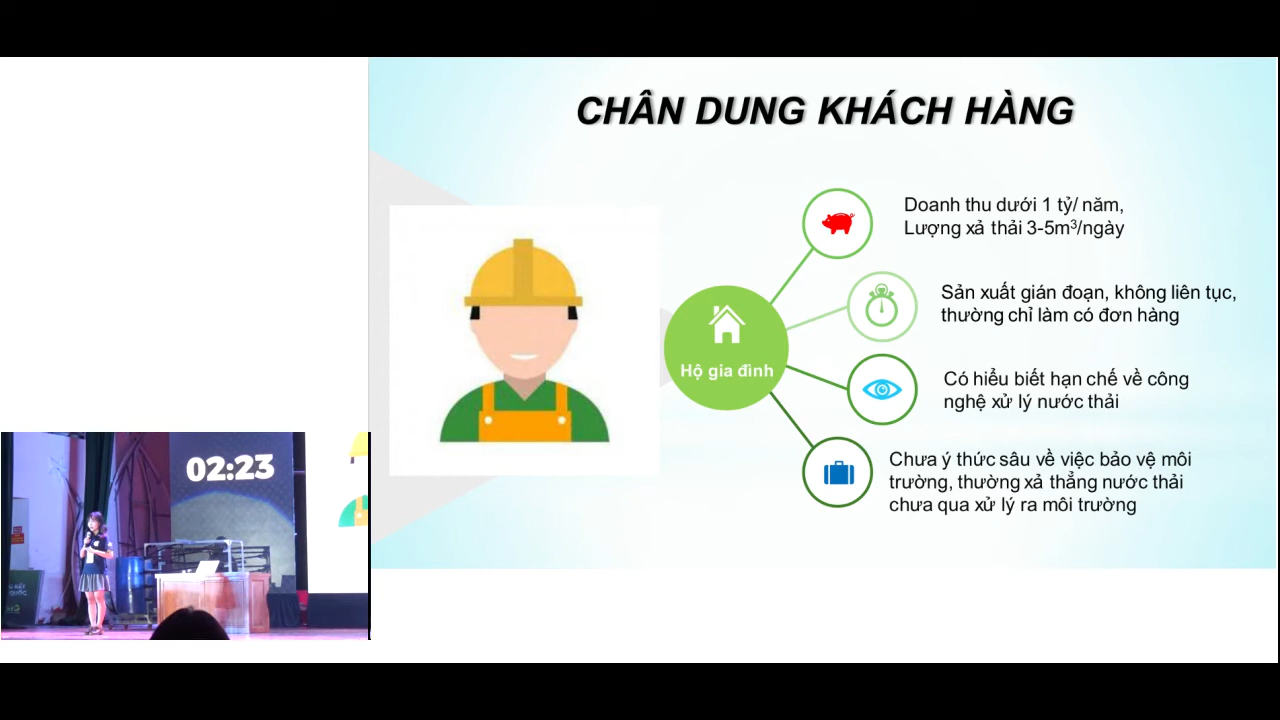 CHÂN DUNG KHÁCH HÀNG
Doanh thu dưới 1 tỷ/ năm,
Lượng xả thải 3-5m³/ngày
Sản xuất gián đoạn, không liên tục,
thường chỉ làm có đơn hàng
Hộ gia đình
Có hiểu biết hạn chế về công
nghệ xử lý nước thải
Chưa ý thức sâu về việc bảo vệ môi
trường, thường xả thẳng nước thải
chưa qua xử lý ra môi trường
02:23